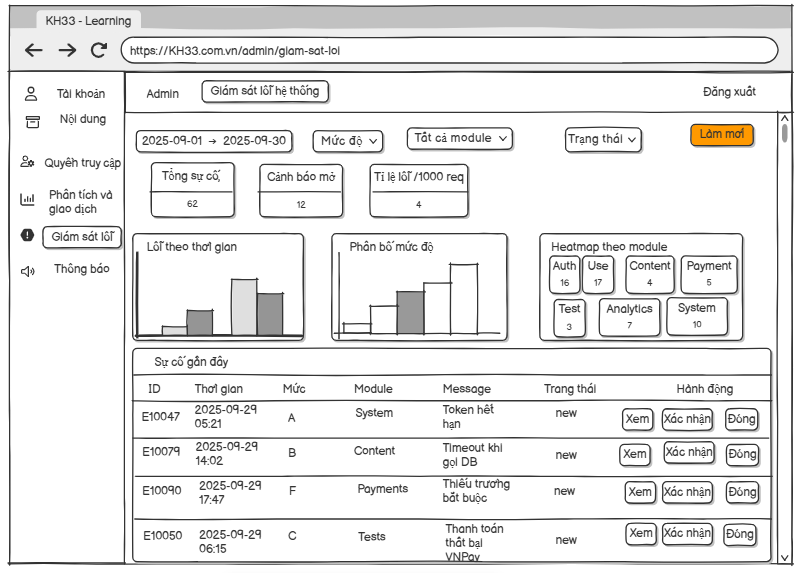 KH33 - Learning
https://KH33.com.vn/admin/giam-sat-loi
Tài khoản
Nội dung
Quyền truy cập
Phân tích và
giao dịch
Giám sát lỗi
Thông báo
Admin
Giám sát lỗi hệ thống
Đăng xuất
2025-09-01 → 2025-09-30
Mức độ
Tất cả module
Trạng thái
Làm mới
Tổng sự cố,
62
Cảnh báo mở
12
Tỉ lệ lỗi /1000 req
4
Lỗi theo thời gian
Phân bố mức độ
Heatmap theo module
Auth
16
Use
17
Content
4
Payment
5
Test
3
Analytics
7
System
10
Sự cố gần đây
ID Thời gian Mức Module Message Trang thái Hành động
E10047 2025-09-29 05:21 A System Token hết hạn new Xem Xác nhận Đóng
E10079 2025-09-29 14:02 B Content Timeout khi gọi DB new Xem Xác nhận Đóng
E10090 2025-09-29 17:47 F Payments Thiếu trương bắt buộc new Xem Xác nhận Đóng
E10050 2025-09-29 06:15 C Tests Thanh toán thất bại VNPay new Xem Xác nhận Đóng